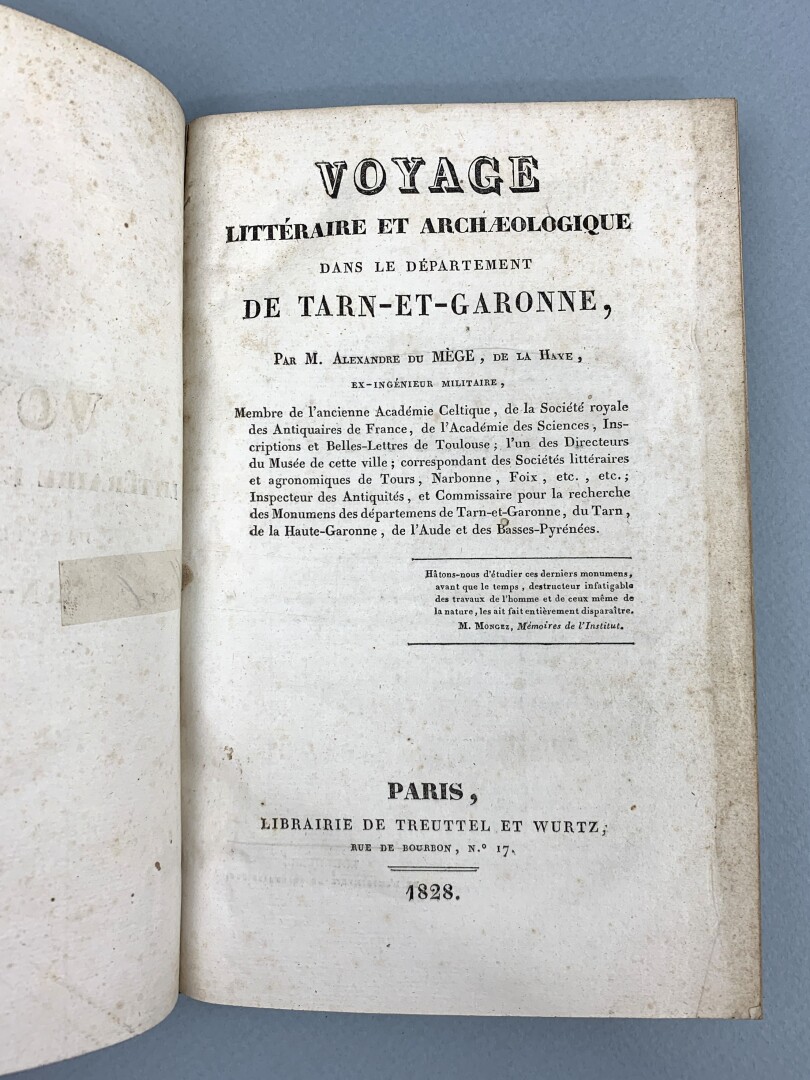 VOYAGE
LITTÉRAIRE ET ARCHÆOLOGIQUE
DANS LE DÉPARTEMENT
DE TARN-ET-GARONNE,
PAR M. ALEXANDRE DU MÈGE, DE LA HAYE,
EX-INGÉNIEUR MILITAIRE,
Membre de l'ancienne Académie Celtique, de la Société royale
des Antiquaires de France, de l'Académie des Sciences, Ins-
criptions et Belles-Lettres de Toulouse; l'un des Directeurs
du Musée de cette ville; correspondant des Sociétés littéraires
et agronomiques de Tours, Narbonne, Foix, etc., etc.;
Inspecteur des Antiquités, et Commissaire pour la recherche
des Monumens des départemens de Tarn-et-Garonne, du Tarn,
de la Haute-Garonne, de l'Aude et des Basses-Pyrénées.
Hâtons-nous d'étudier ces derniers monumens,
avant que le temps, destructeur infatigable
des travaux de l'homme et de ceux même de
la nature, les ait fait entièrement disparaître.
M. MONGEZ, Mémoires de l'Institut.
PARIS,
LIBRAIRIE DE TREUTTEL ET WURTZ,
RUE DE BOURBON, N.º 17.
1828.